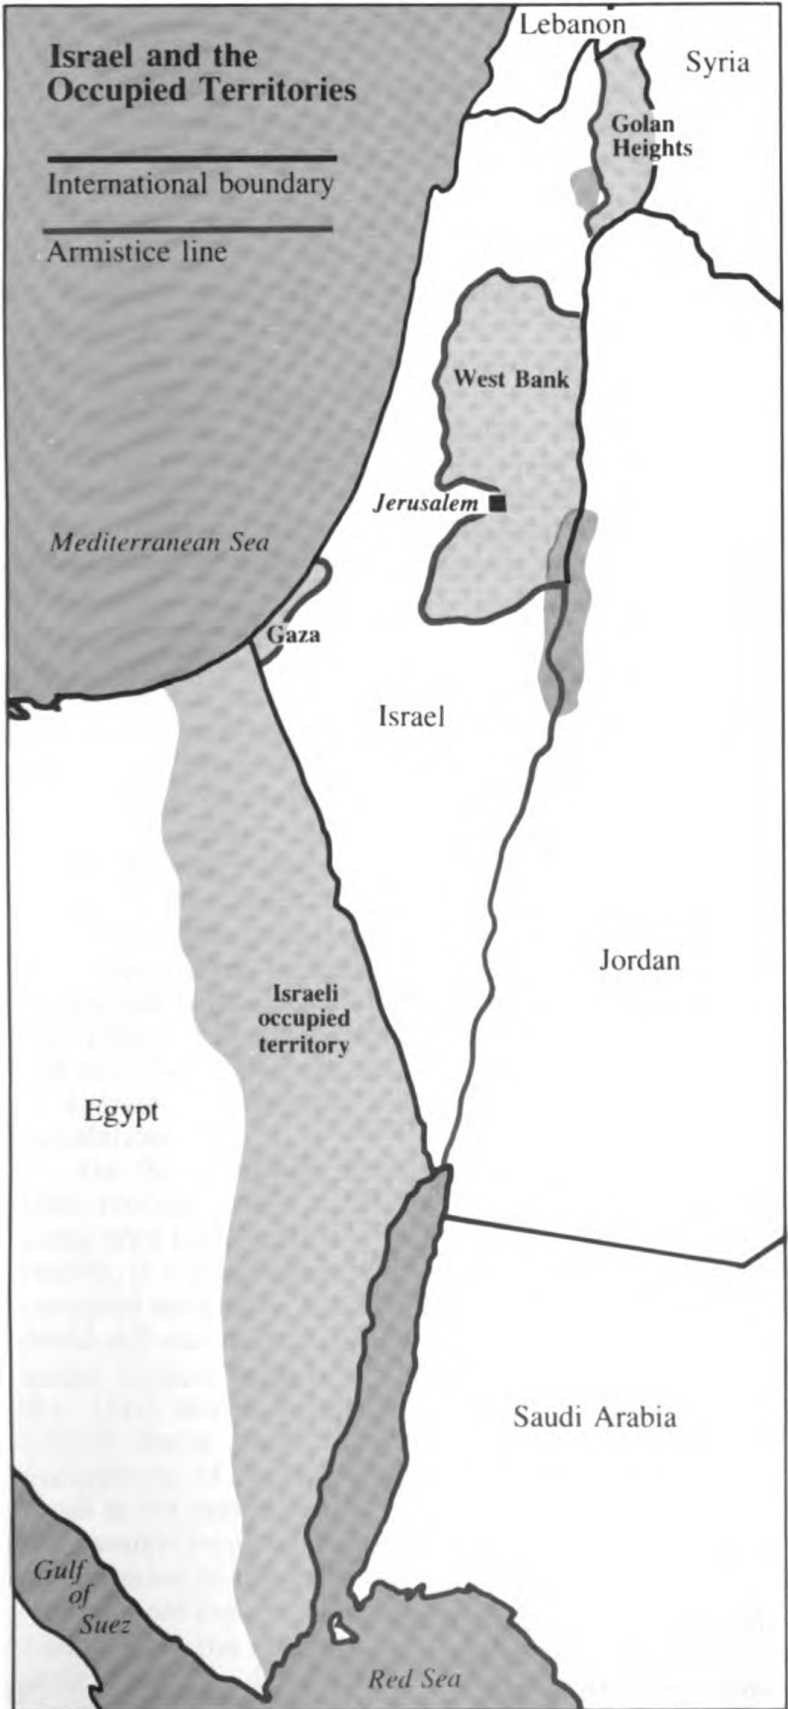 Israel and the
Occupied Territories
International boundary
Armistice line
Lebanon
Syria
Golan
Heights
West Bank
Jerusalem
Mediterranean Sea
Gaza
Israel
Jordan
Israeli
occupied
territory
Egypt
Saudi Arabia
Gulf
of
Suez
Red Sea